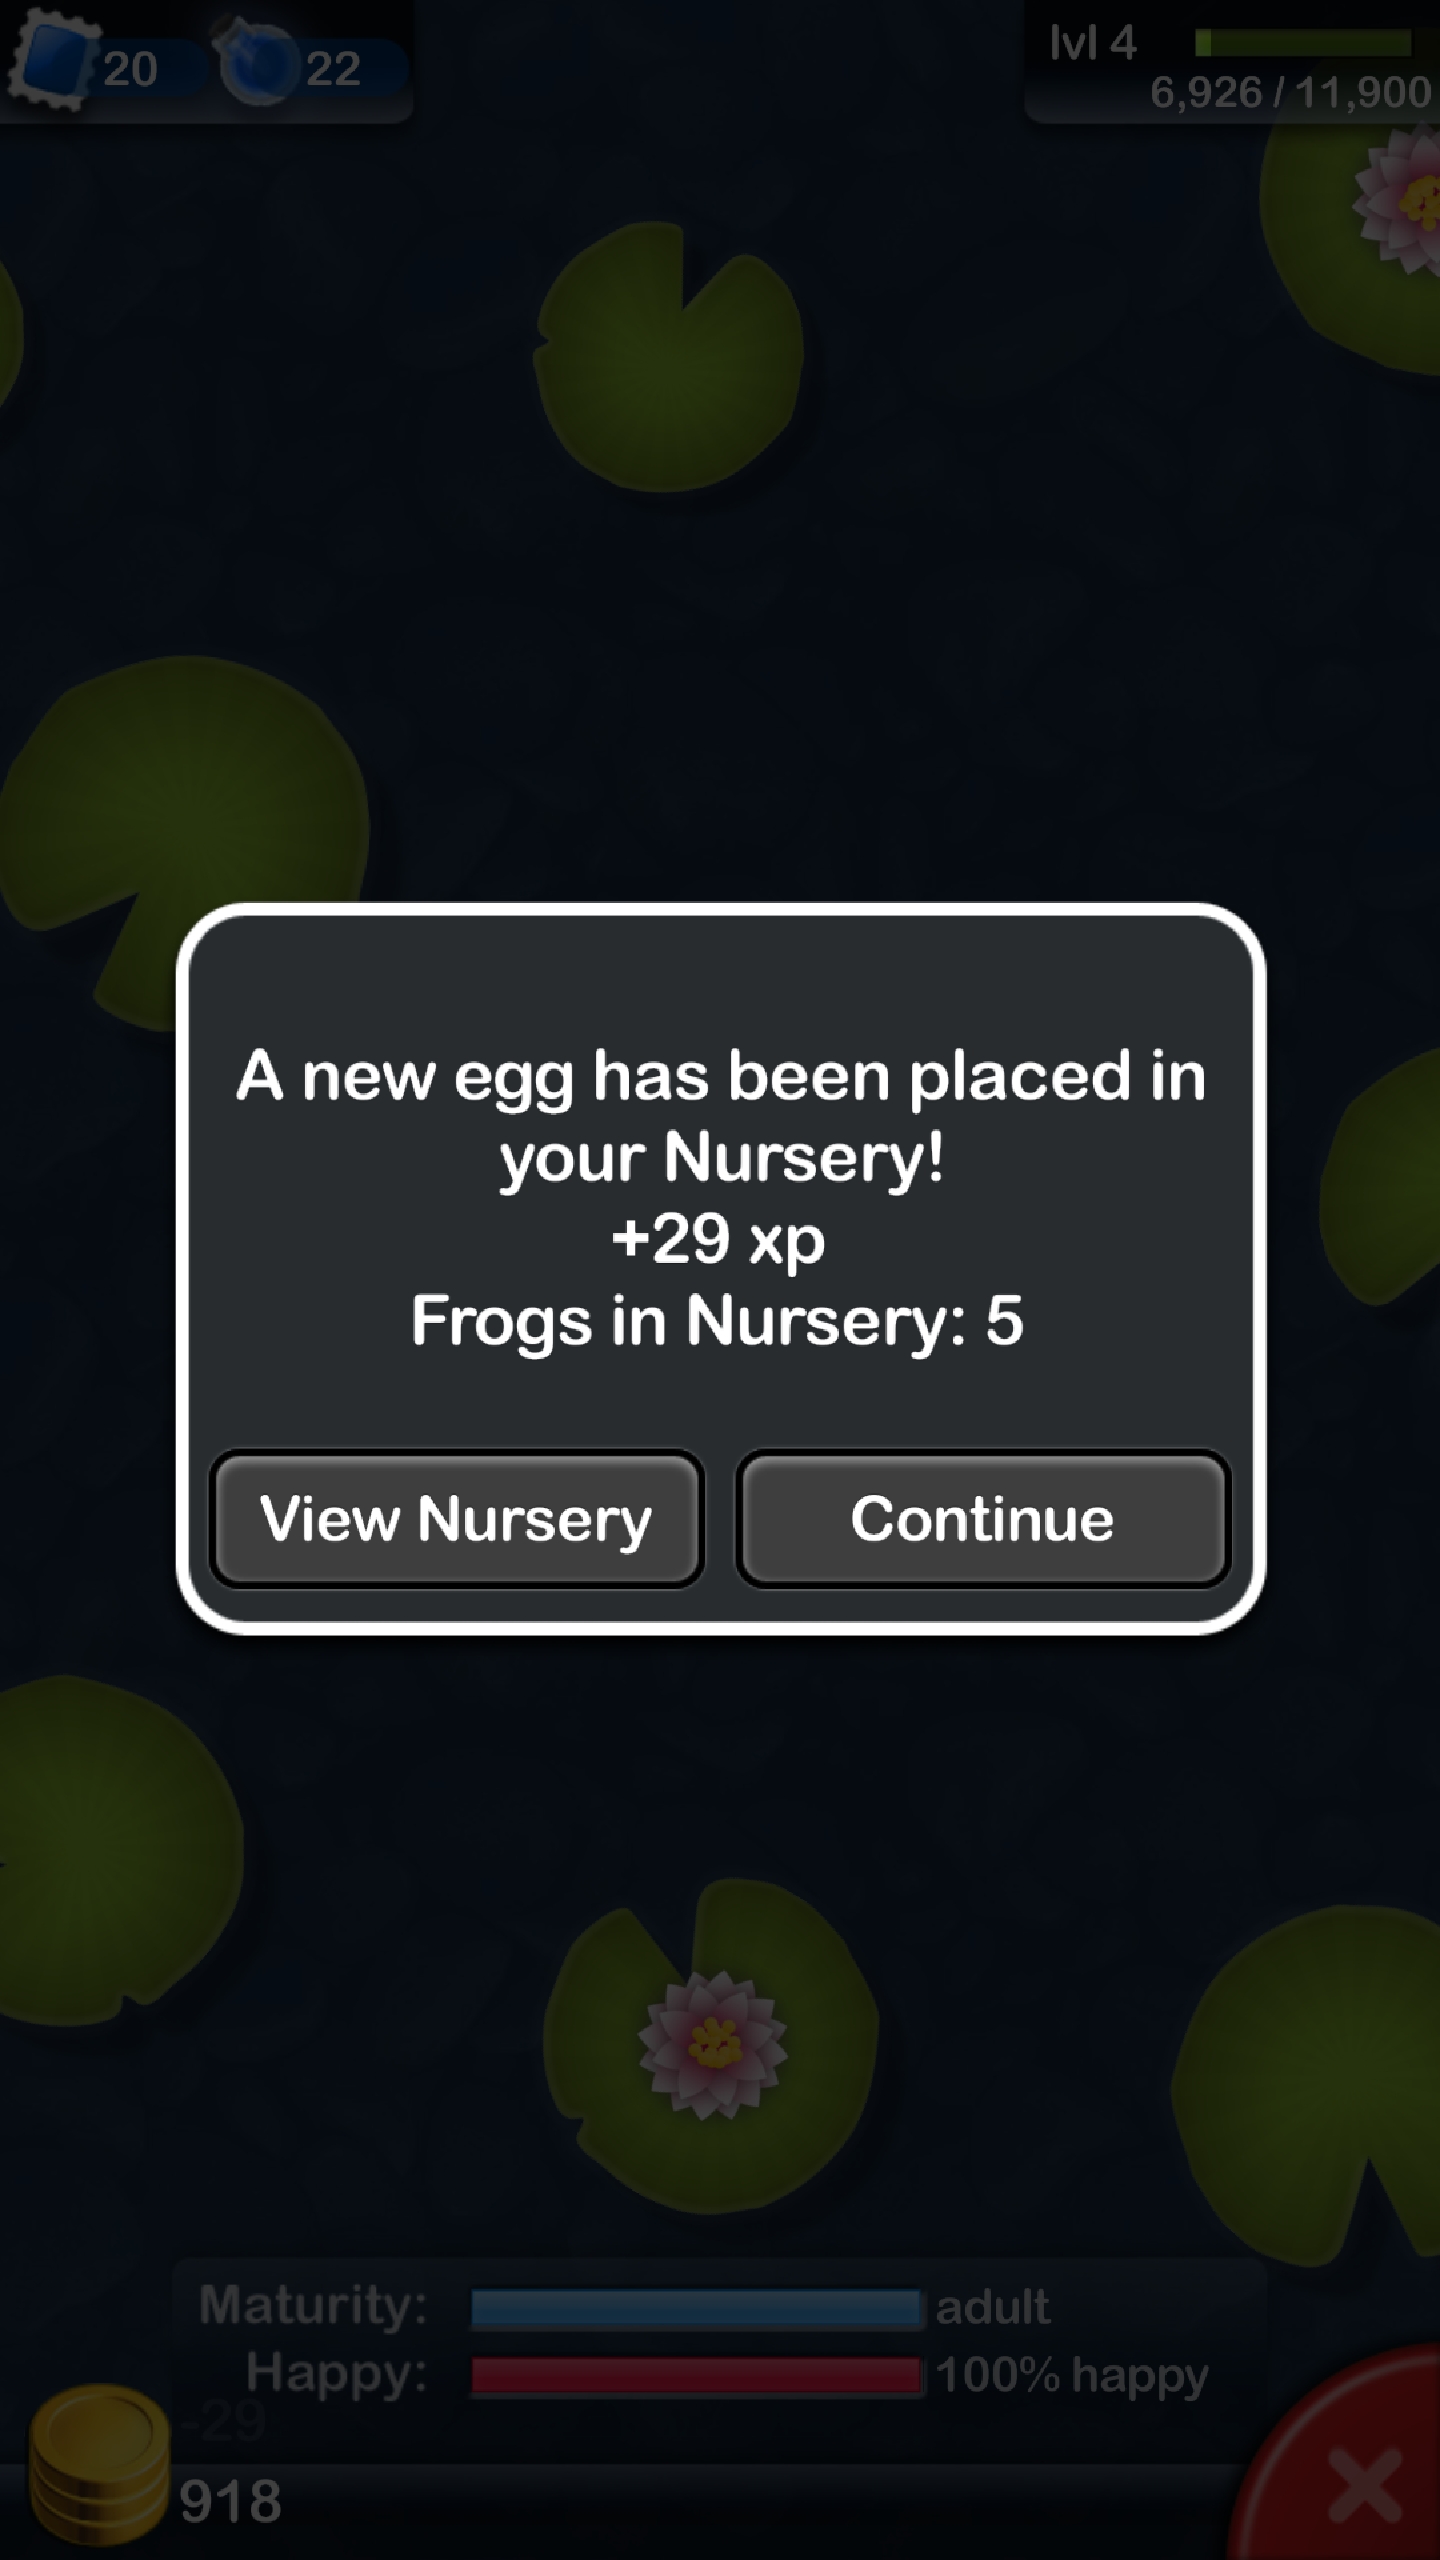 20
22
lvl 4
6,926 / 11,900
A new egg has been placed in
your Nursery!
+29 xp
Frogs in Nursery: 5
View Nursery
Continue
Maturity:
adult
Happy:
100% happy
-29
918